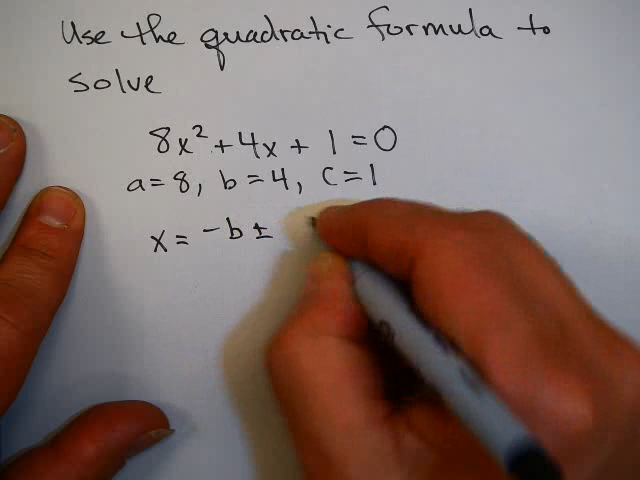 Use the quadratic formula to
solve
8x² + 4x + 1 = 0
a = 8, b = 4, c = 1
x = -b ±